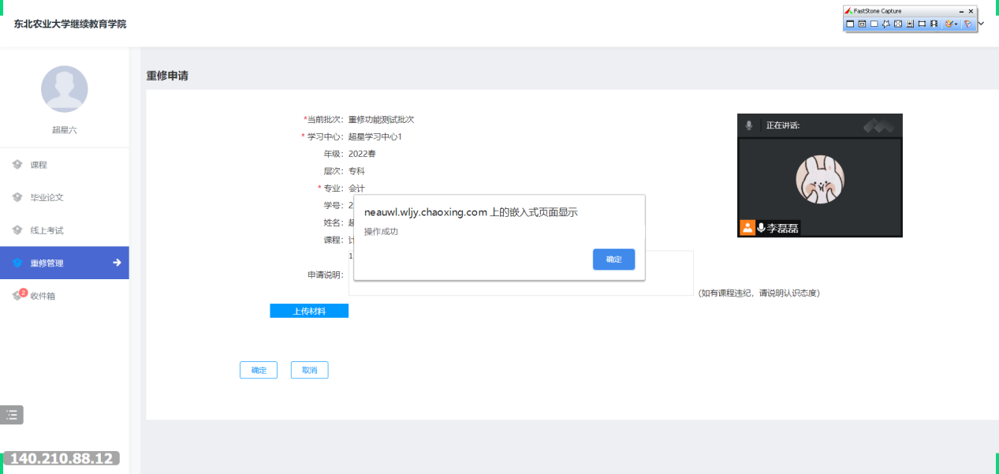 东北农业大学继续教育学院
FastStone Capture
超星六
课程
毕业论文
线上考试
重修管理
2
收件箱
重修申请
*当前批次: 重修功能测试批次
* 学习中心: 超星学习中心1
年级: 2022春
层次: 专科
* 专业: 会计
学号: 2
姓名: 超
课程: 计
申请说明: 1
(如有课程违纪，请说明认识态度)
上传材料
确定
取消
neauwl.wljy.chaoxing.com 上的嵌入式页面显示
操作成功
确定
正在讲话:
李磊磊
140.210.88.12